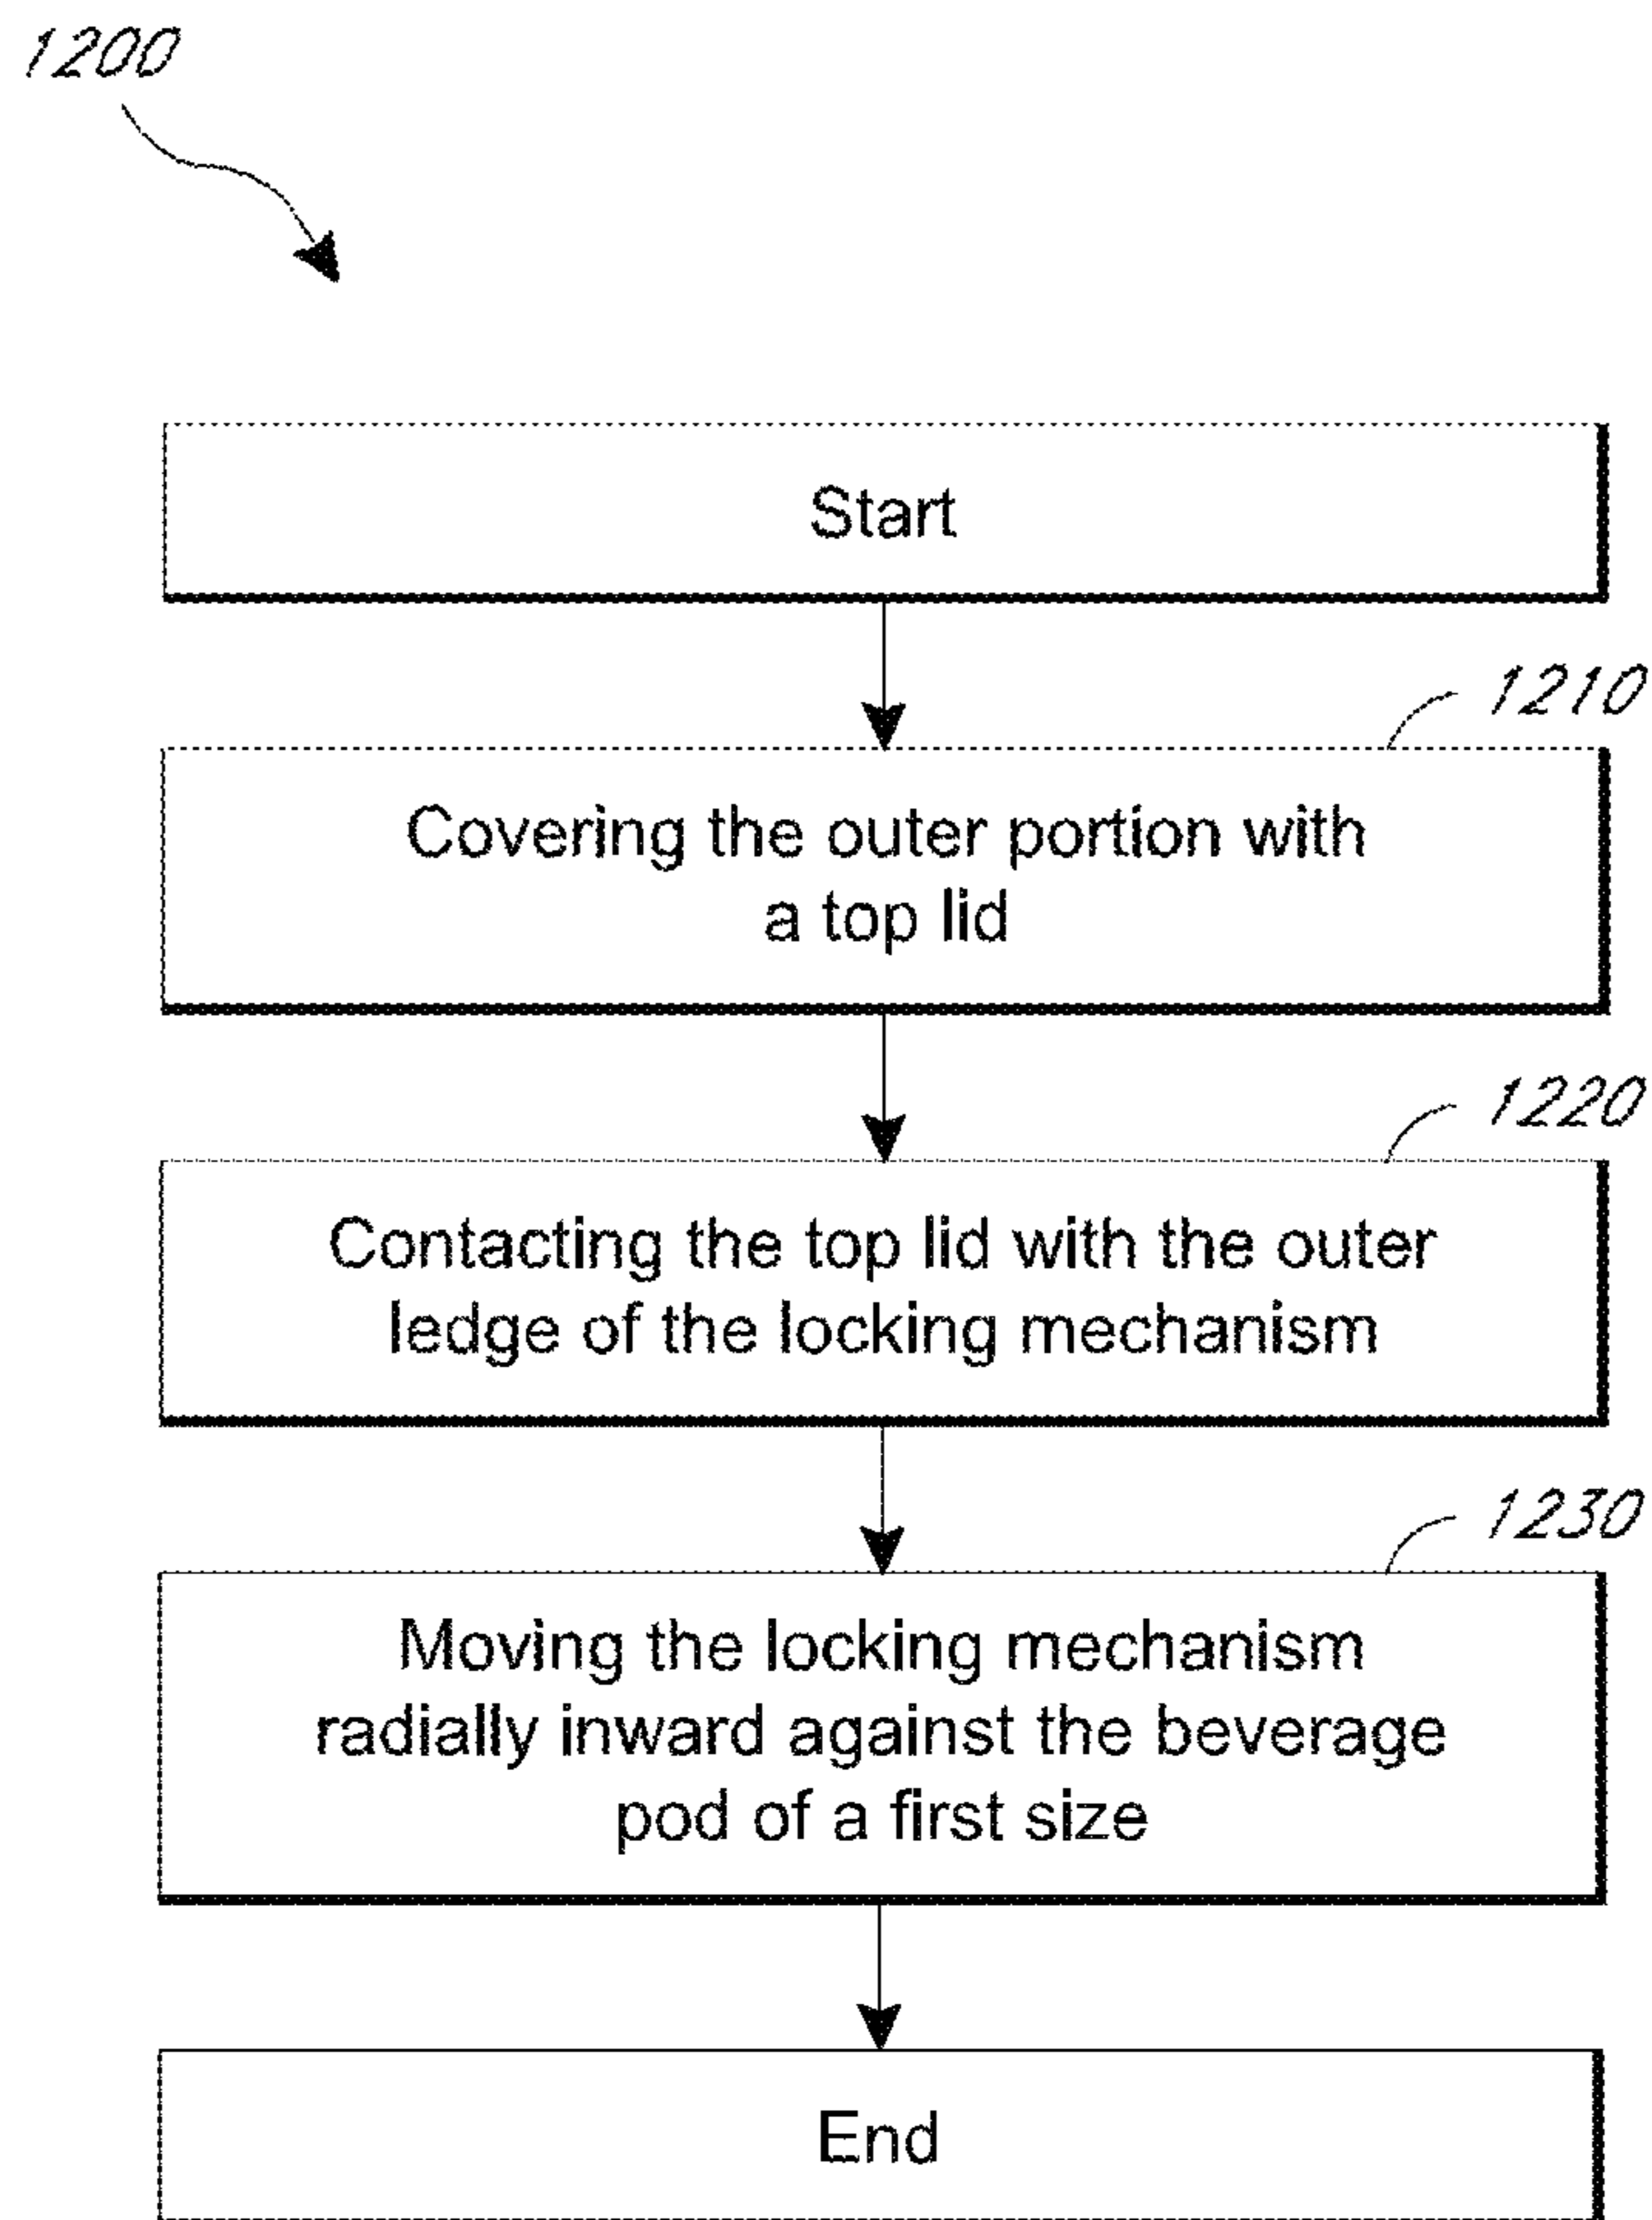 1200
Start
1210
Covering the outer portion with
a top lid
1220
Contacting the top lid with the outer
ledge of the locking mechanism
1230
Moving the locking mechanism
radially inward against the beverage
pod of a first size
End